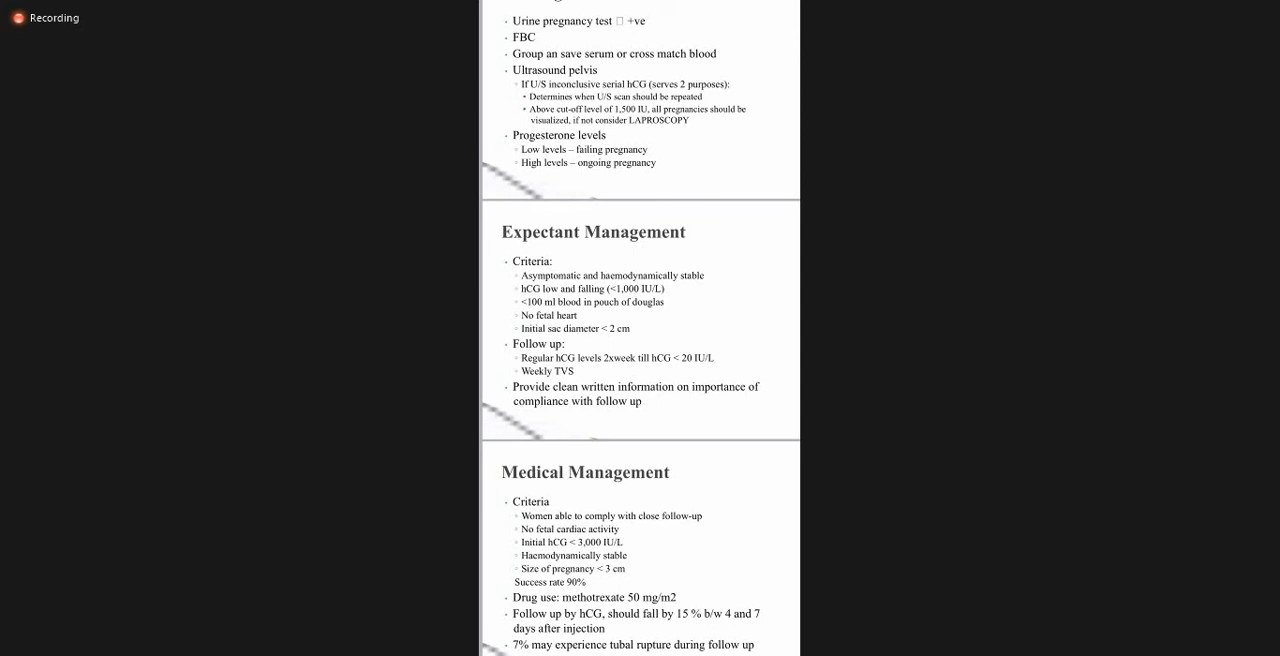 Recording
• Urine pregnancy test □ +ve
• FBC
• Group an save serum or cross match blood
• Ultrasound pelvis
▫ If U/S inconclusive serial hCG (serves 2 purposes):
• Determines when U/S scan should be repeated
• Above cut-off level of 1,500 IU, all pregnancies should be
visualized, if not consider LAPROSCOPY
• Progesterone levels
▫ Low levels – failing pregnancy
▫ High levels – ongoing pregnancy
Expectant Management
• Criteria:
▫ Asymptomatic and haemodynamically stable
▫ hCG low and falling (<1,000 IU/L)
▫ <100 ml blood in pouch of douglas
▫ No fetal heart
▫ Initial sac diameter < 2 cm
• Follow up:
▫ Regular hCG levels 2xweek till hCG < 20 IU/L
▫ Weekly TVS
• Provide clean written information on importance of
compliance with follow up
Medical Management
• Criteria
▫ Women able to comply with close follow-up
▫ No fetal cardiac activity
▫ Initial hCG < 3,000 IU/L
▫ Haemodynamically stable
▫ Size of pregnancy < 3 cm
Success rate 90%
• Drug use: methotrexate 50 mg/m2
• Follow up by hCG, should fall by 15 % b/w 4 and 7
days after injection
• 7% may experience tubal rupture during follow up